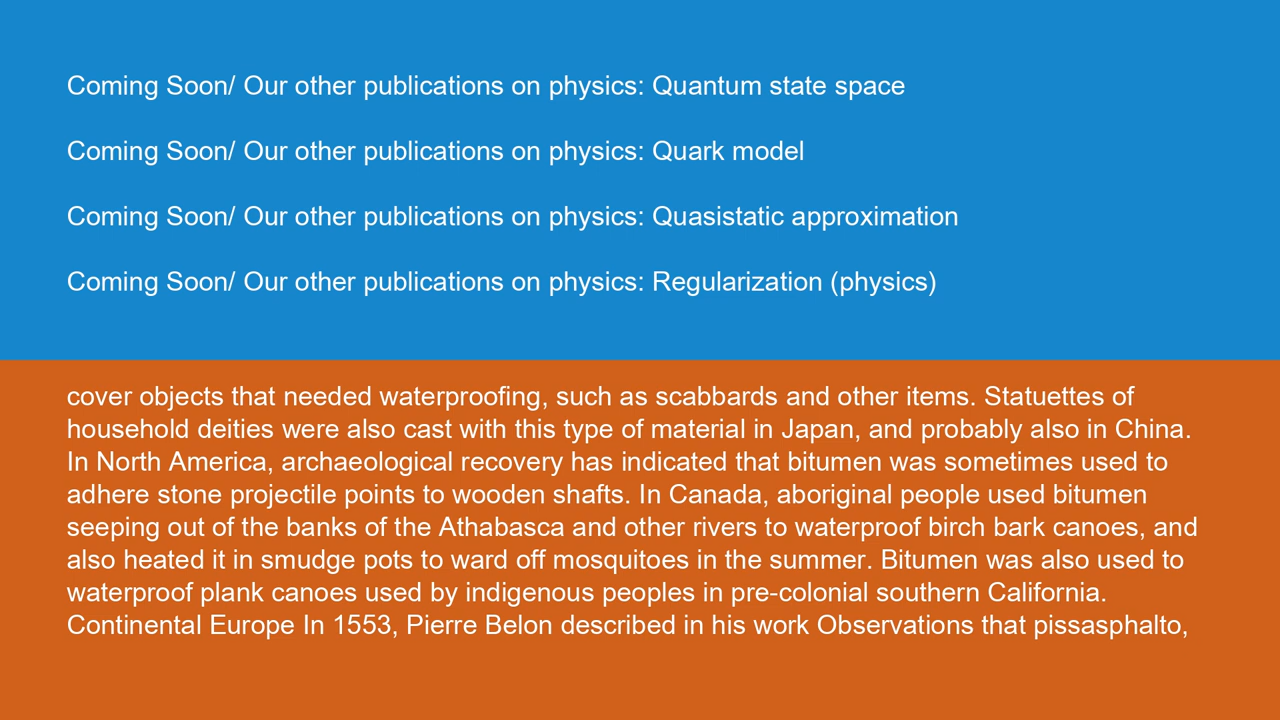 Coming Soon/ Our other publications on physics: Quantum state space
Coming Soon/ Our other publications on physics: Quark model
Coming Soon/ Our other publications on physics: Quasistatic approximation
Coming Soon/ Our other publications on physics: Regularization (physics)
cover objects that needed waterproofing, such as scabbards and other items. Statuettes of
household deities were also cast with this type of material in Japan, and probably also in China.
In North America, archaeological recovery has indicated that bitumen was sometimes used to
adhere stone projectile points to wooden shafts. In Canada, aboriginal people used bitumen
seeping out of the banks of the Athabasca and other rivers to waterproof birch bark canoes, and
also heated it in smudge pots to ward off mosquitoes in the summer. Bitumen was also used to
waterproof plank canoes used by indigenous peoples in pre-colonial southern California.
Continental Europe In 1553, Pierre Belon described in his work Observations that pissasphalto,